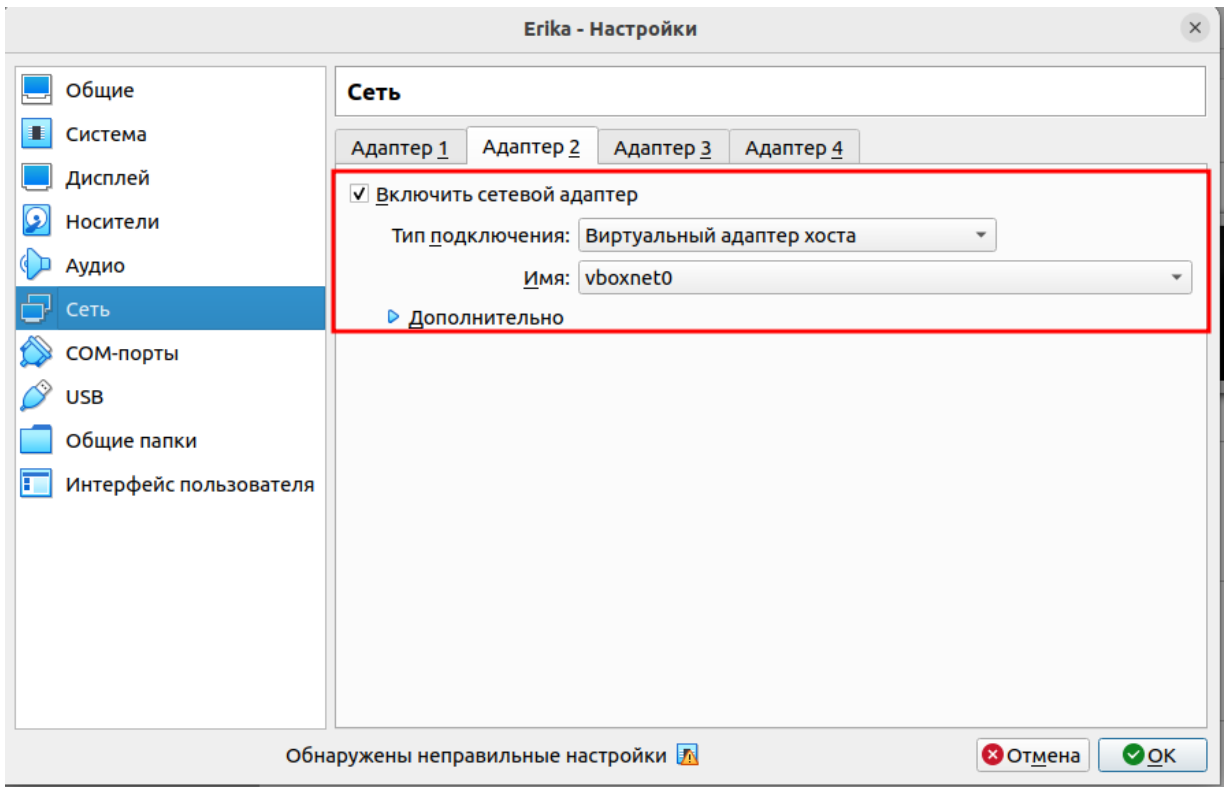 Erika - Настройки
Общие
Система
Дисплей
Носители
Аудио
Сеть
COM-порты
USB
Общие папки
Интерфейс пользователя
Сеть
Адаптер 1 Адаптер 2 Адаптер 3 Адаптер 4
Включить сетевой адаптер
Тип подключения: Виртуальный адаптер хоста
Имя: vboxnet0
Дополнительно
Обнаружены неправильные настройки
Отмена OK